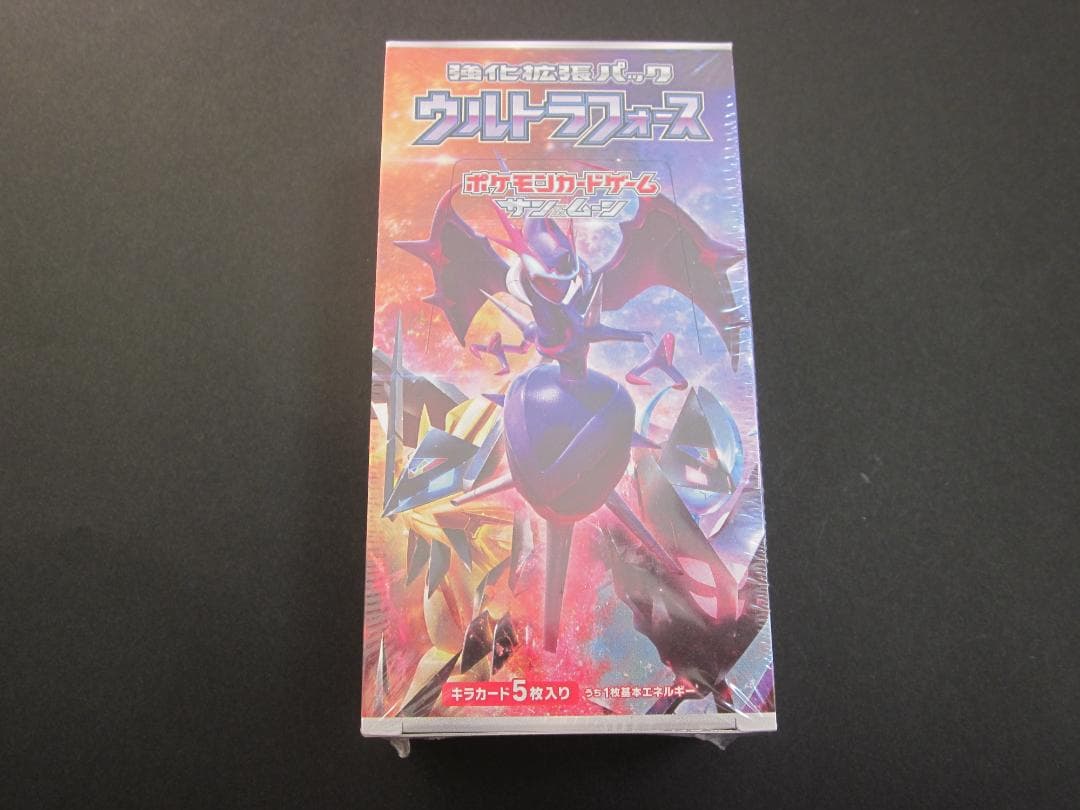 強化拡張パック
ウルトラフォース
ポケモンカードゲーム
サン&ムーン
キラカード5枚入り うち1枚基本エネルギー